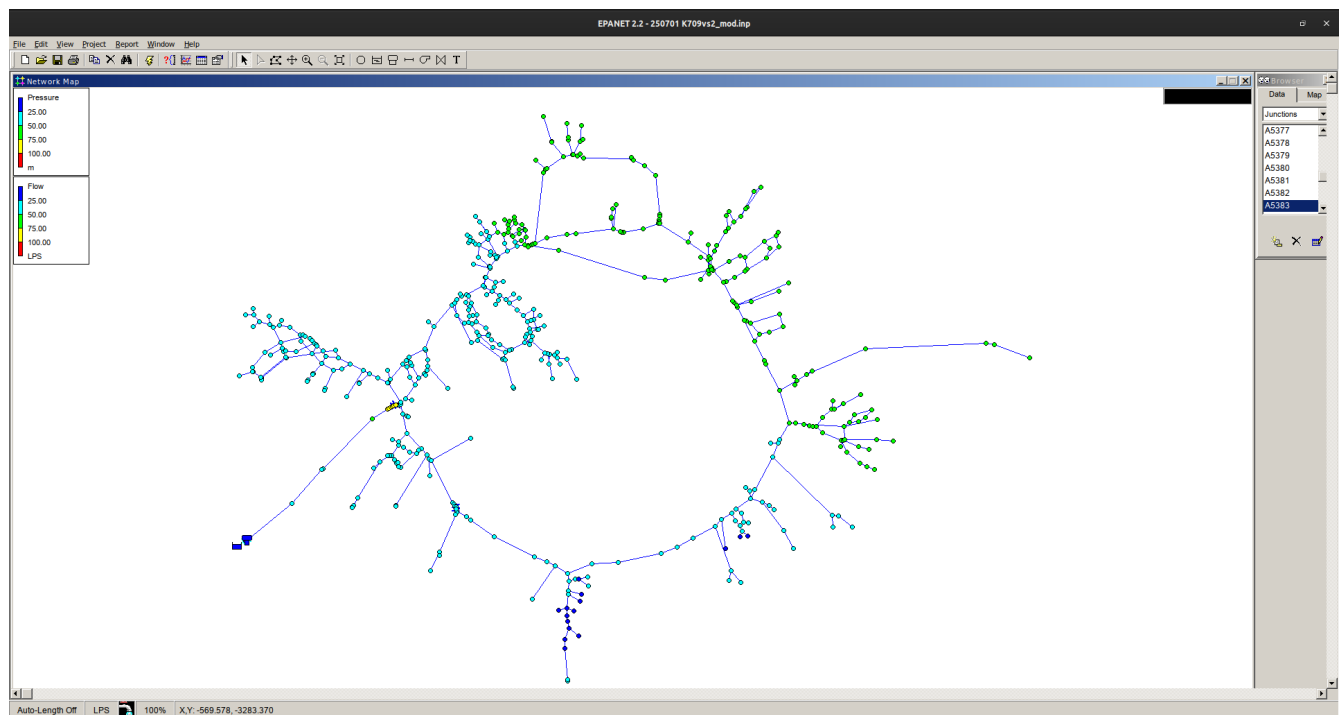 EPANET 2.2 - 250701 K709vs2_mod.inp
File Edit View Project Report Window Help
Network Map
Pressure
25.00
50.00
75.00
100.00
m
Flow
25.00
50.00
75.00
100.00
LPS
Browser
Data Map
Junctions
A5377
A5378
A5379
A5380
A5381
A5382
A5383
Auto-Length Off LPS 100% X,Y: -569.578, -3283.370